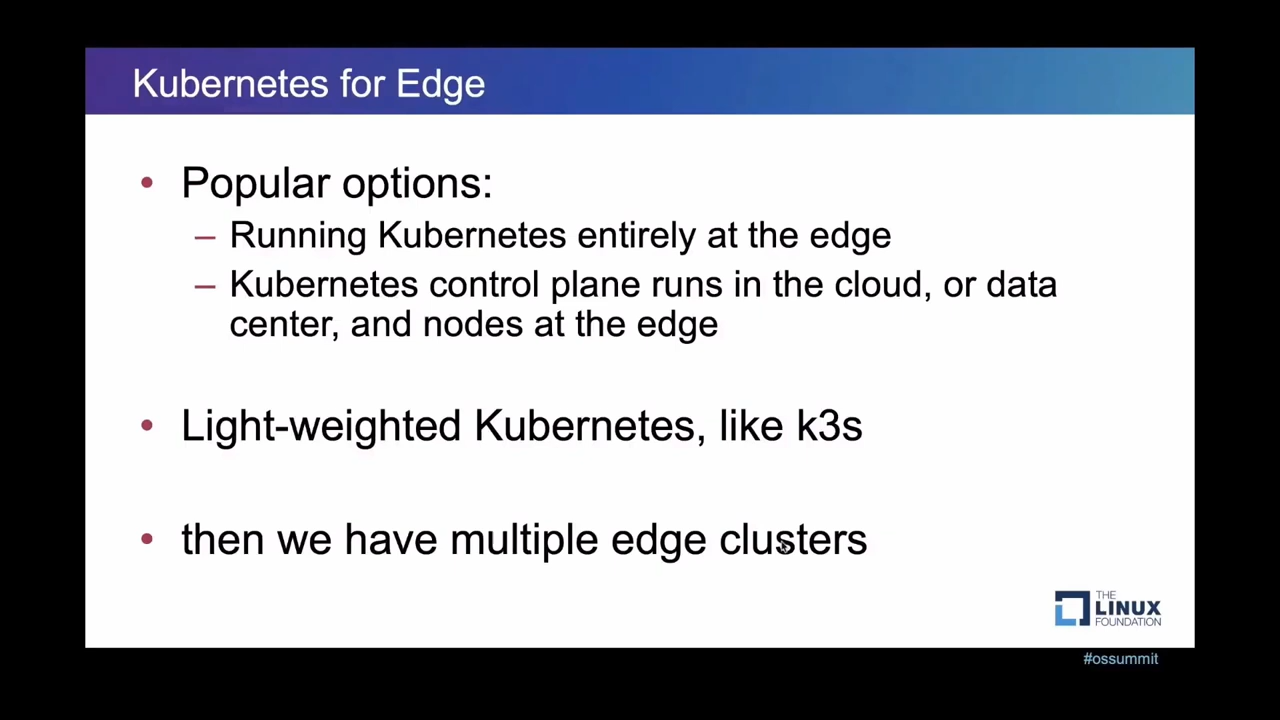 Kubernetes for Edge
• Popular options:
– Running Kubernetes entirely at the edge
– Kubernetes control plane runs in the cloud, or data
center, and nodes at the edge
• Light-weighted Kubernetes, like k3s
• then we have multiple edge clusters
THE
LINUX
FOUNDATION
#ossummit